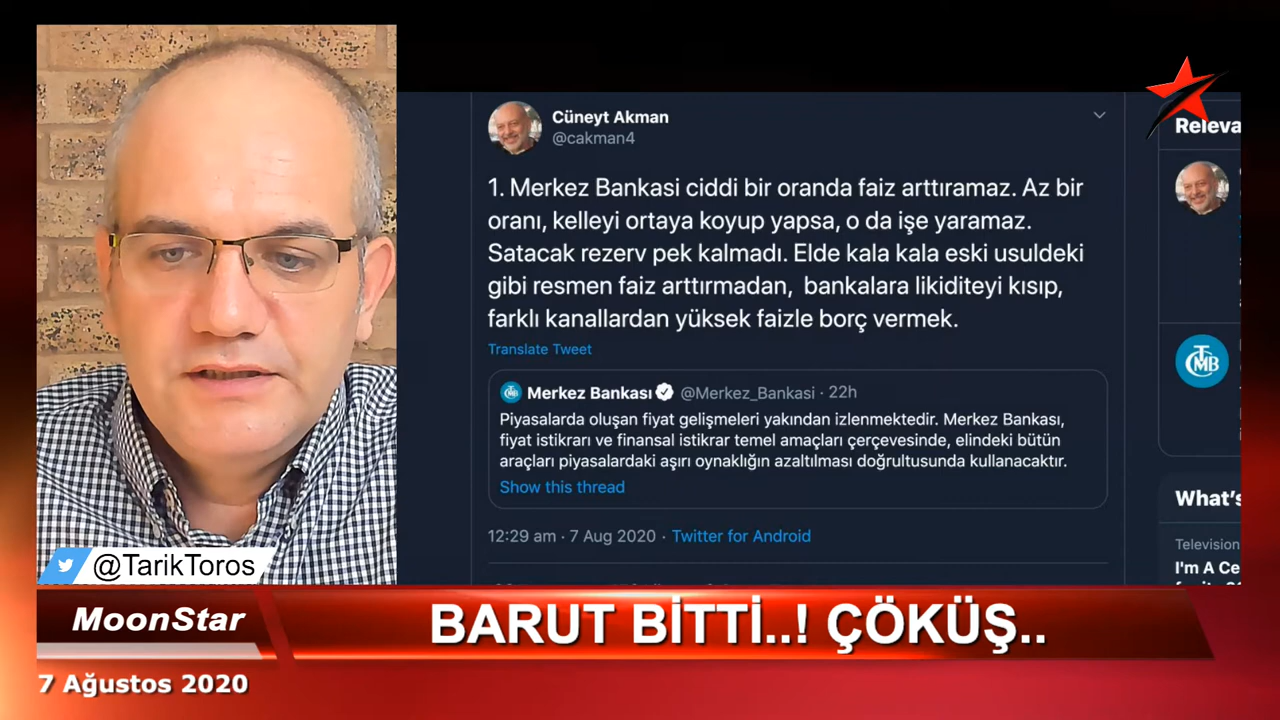 Cüneyt Akman
@cakman4
1. Merkez Bankasi ciddi bir oranda faiz arttıramaz. Az bir
oranı, kelleyi ortaya koyup yapsa, o da işe yaramaz.
Satacak rezerv pek kalmadı. Elde kala kala eski usuldeki
gibi resmen faiz arttırmadan, bankalara likiditeyi kısıp,
farklı kanallardan yüksek faizle borç vermek.
Translate Tweet
Merkez Bankası @Merkez_Bankasi · 22h
Piyasalarda oluşan fiyat gelişmeleri yakından izlenmektedir. Merkez Bankası,
fiyat istikrarı ve finansal istikrar temel amaçları çerçevesinde, elindeki bütün
araçları piyasalardaki aşırı oynaklığın azaltılması doğrultusunda kullanacaktır.
Show this thread
12:29 am · 7 Aug 2020 · Twitter for Android
Releva
TCMB
What's
Television
I'm A Ce
@TarikToros
MoonStar
BARUT BİTTİ..! ÇÖKÜŞ..
7 Ağustos 2020